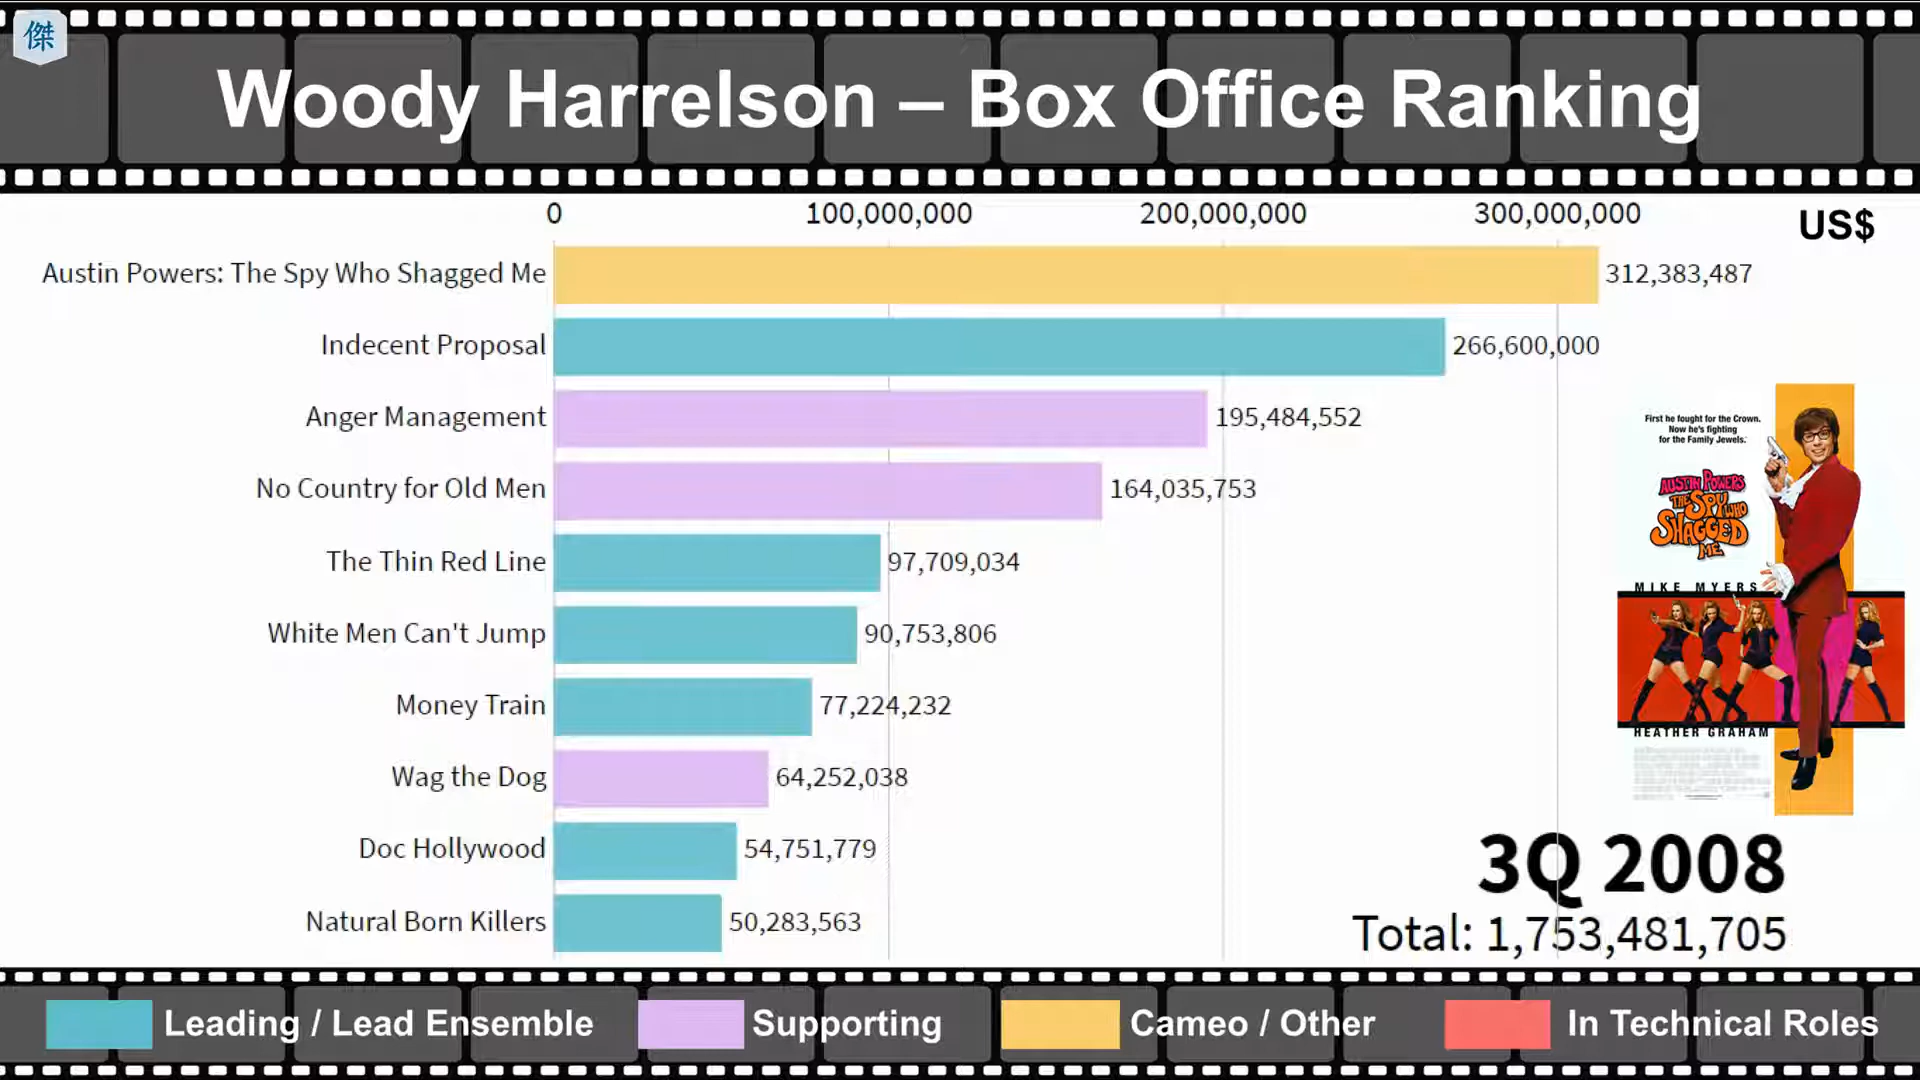 傑
Woody Harrelson – Box Office Ranking
0 100,000,000 200,000,000 300,000,000 US$
Austin Powers: The Spy Who Shagged Me 312,383,487
Indecent Proposal 266,600,000
Anger Management 195,484,552
No Country for Old Men 164,035,753
The Thin Red Line 97,709,034
White Men Can't Jump 90,753,806
Money Train 77,224,232
Wag the Dog 64,252,038
Doc Hollywood 54,751,779
Natural Born Killers 50,283,563
First he fought for the Crown.
Now he's fighting
for the Family Jewels.
AUSTIN POWERS
THE SPY WHO
SHAGGED
ME
MIKE MYERS
HEATHER GRAHAM
3Q 2008
Total: 1,753,481,705
Leading / Lead Ensemble Supporting Cameo / Other In Technical Roles